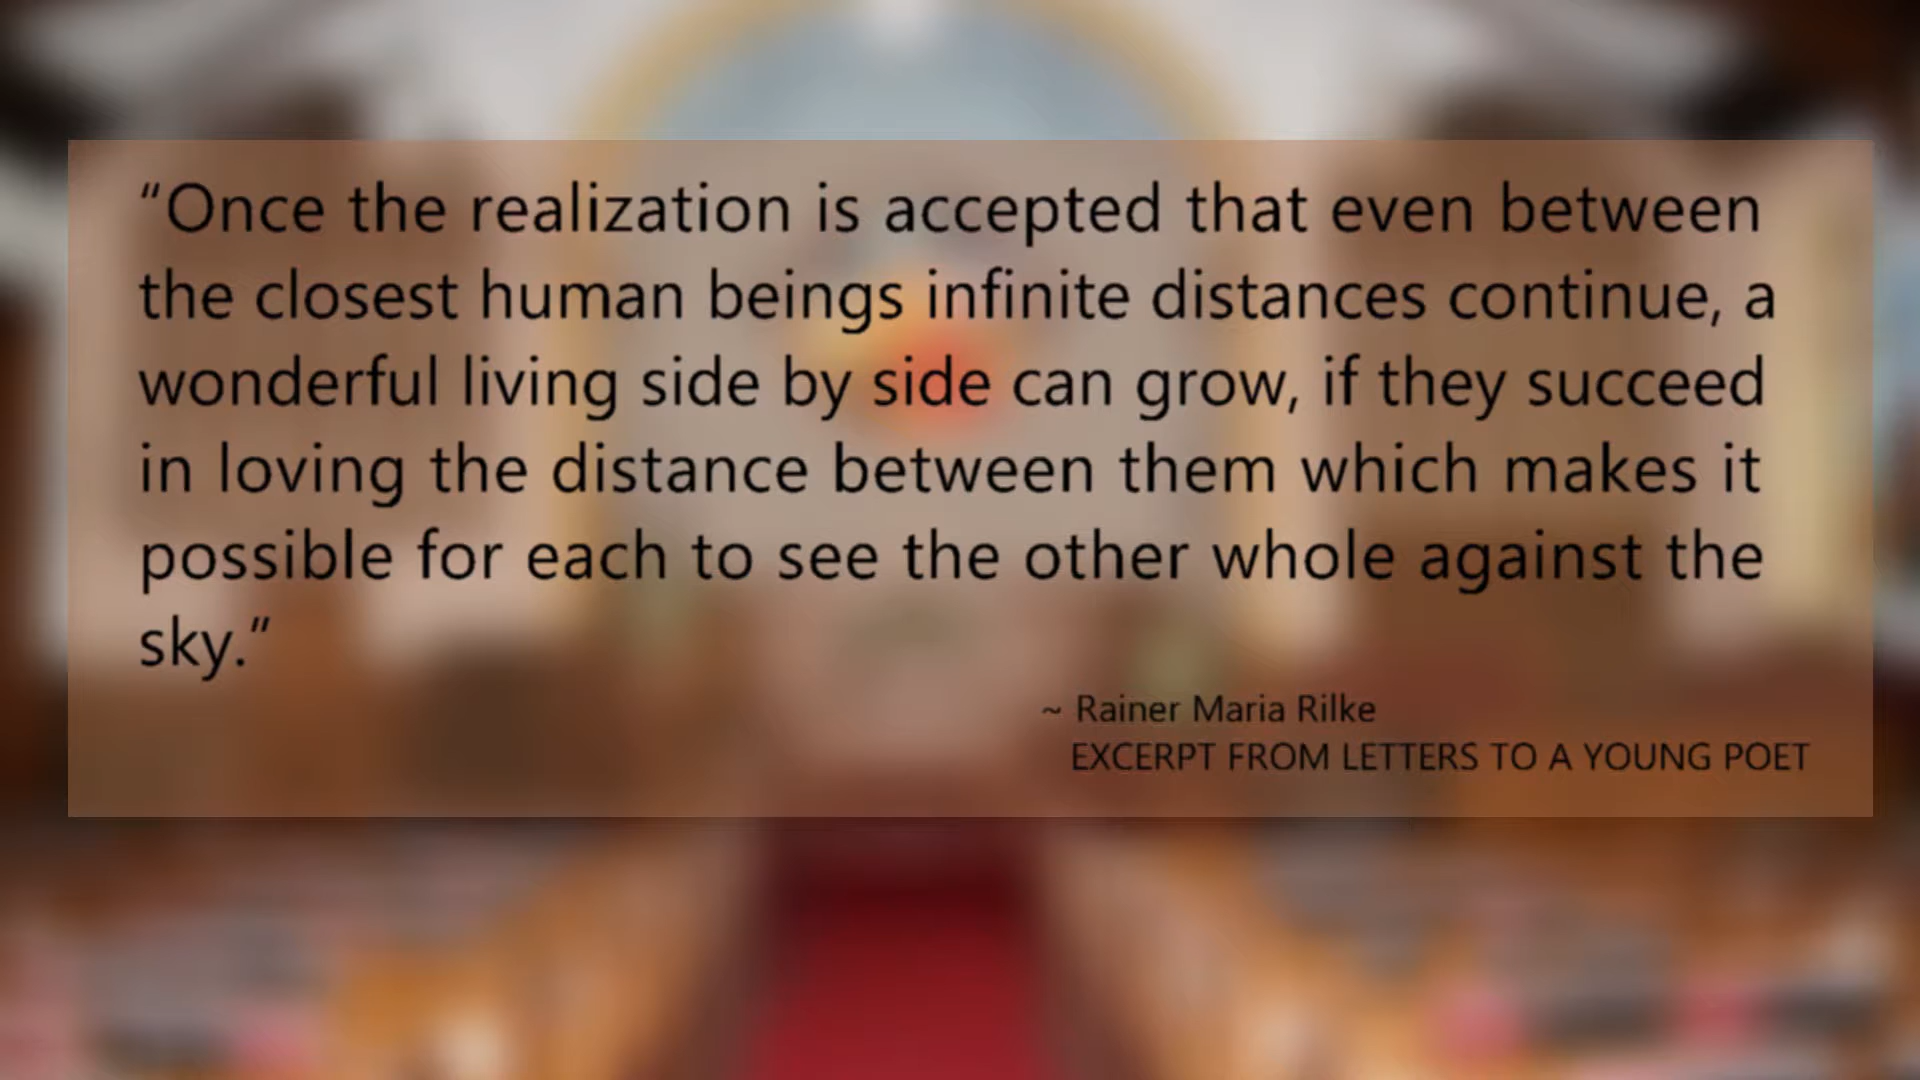 “Once the realization is accepted that even between
the closest human beings infinite distances continue, a
wonderful living side by side can grow, if they succeed
in loving the distance between them which makes it
possible for each to see the other whole against the
sky.”
~ Rainer Maria Rilke
EXCERPT FROM LETTERS TO A YOUNG POET